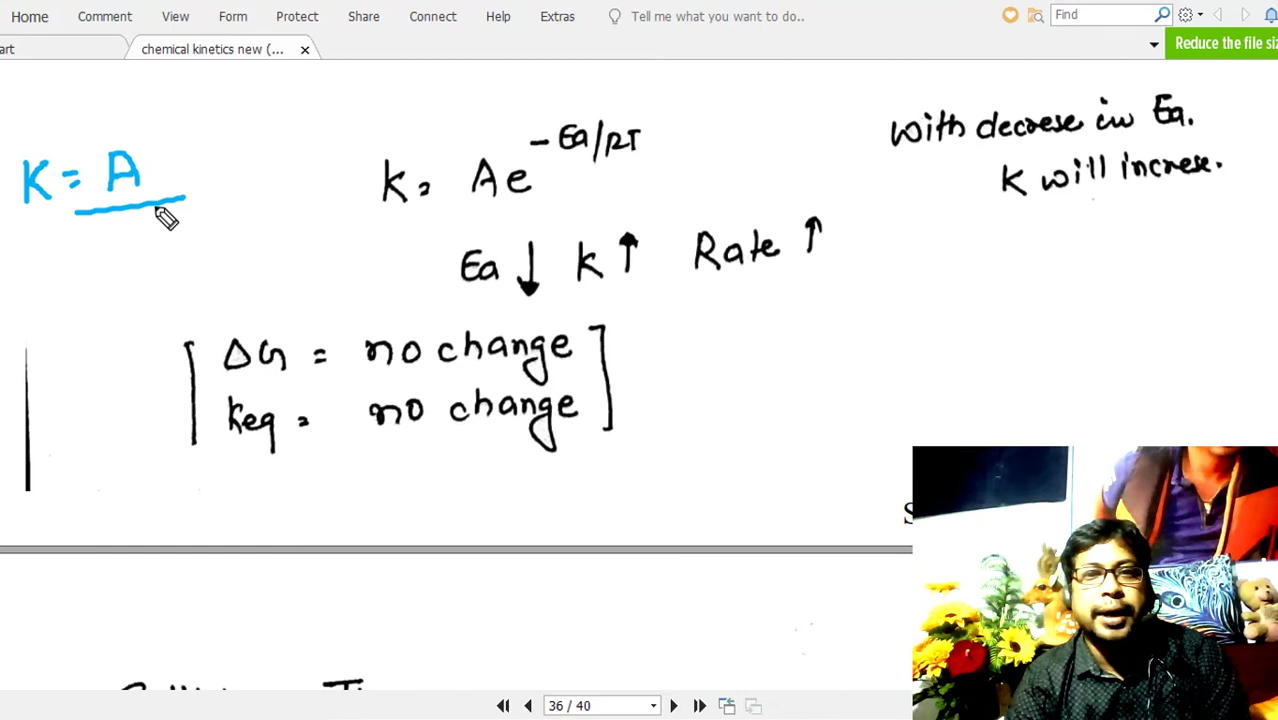 Home Comment View Form Protect Share Connect Help Extras Tell me what you want to do.. Find
art chemical kinetics new (... Reduce the file siz
K = A
k = Ae^-Ea/RT
With decrese in Ea.
K will increse.
Ea ↓ k ↑ Rate ↑
ΔG = no change
Keq = no change
S
36 / 40